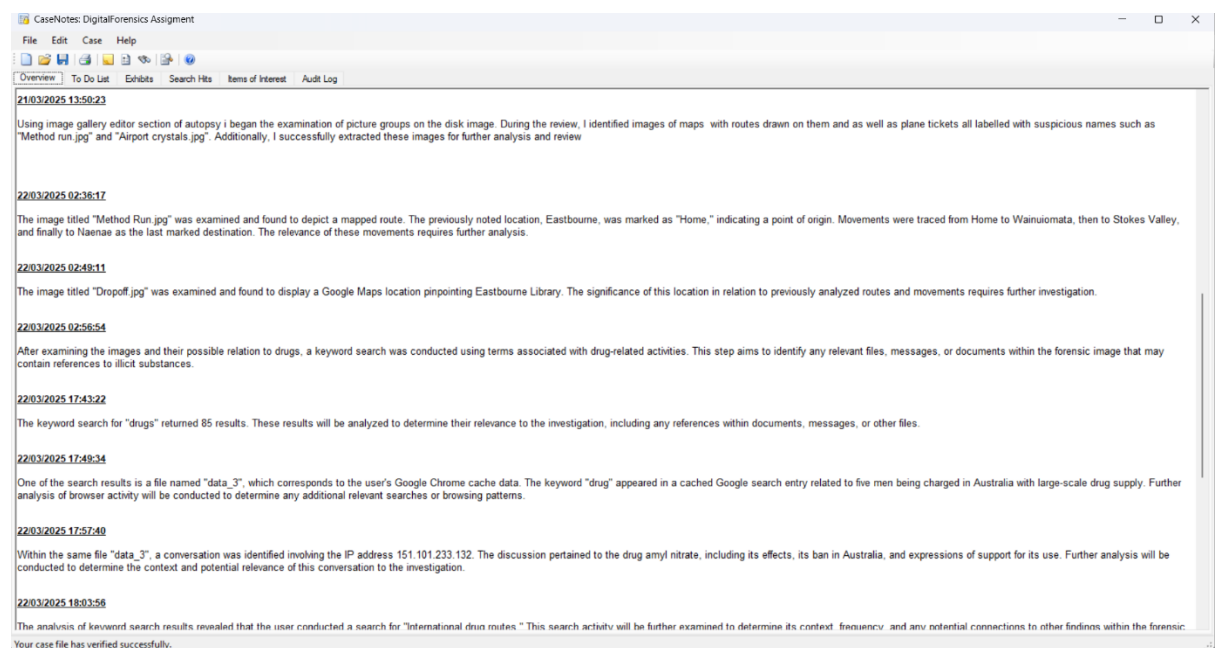 CaseNotes: DigitalForensics Assigment
File Edit Case Help
Overview To Do List Exhibits Search Hits Items of Interest Audit Log
21/03/2025 13:50:23
Using image gallery editor section of autopsy i began the examination of picture groups on the disk image. During the review, I identified images of maps with routes drawn on them and as well as plane tickets all labelled with suspicious names such as
"Method run.jpg" and "Airport crystals.jpg". Additionally, I successfully extracted these images for further analysis and review
22/03/2025 02:36:17
The image titled "Method Run.jpg" was examined and found to depict a mapped route. The previously noted location, Eastbourne, was marked as "Home," indicating a point of origin. Movements were traced from Home to Wainuiomata, then to Stokes Valley,
and finally to Naenae as the last marked destination. The relevance of these movements requires further analysis.
22/03/2025 02:49:11
The image titled "Dropoff.jpg" was examined and found to display a Google Maps location pinpointing Eastbourne Library. The significance of this location in relation to previously analyzed routes and movements requires further investigation.
22/03/2025 02:56:54
After examining the images and their possible relation to drugs, a keyword search was conducted using terms associated with drug-related activities. This step aims to identify any relevant files, messages, or documents within the forensic image that may
contain references to illicit substances.
22/03/2025 17:43:22
The keyword search for "drugs" returned 85 results. These results will be analyzed to determine their relevance to the investigation, including any references within documents, messages, or other files.
22/03/2025 17:49:34
One of the search results is a file named "data_3", which corresponds to the user's Google Chrome cache data. The keyword "drug" appeared in a cached Google search entry related to five men being charged in Australia with large-scale drug supply. Further
analysis of browser activity will be conducted to determine any additional relevant searches or browsing patterns.
22/03/2025 17:57:40
Within the same file "data_3", a conversation was identified involving the IP address 151.101.233.132. The discussion pertained to the drug amyl nitrate, including its effects, its ban in Australia, and expressions of support for its use. Further analysis will be
conducted to determine the context and potential relevance of this conversation to the investigation.
22/03/2025 18:03:56
The analysis of keyword search results revealed that the user conducted a search for "International drug routes." This search activity will be further examined to determine its context, frequency, and any potential connections to other findings within the forensic
Your case file has verified successfully.